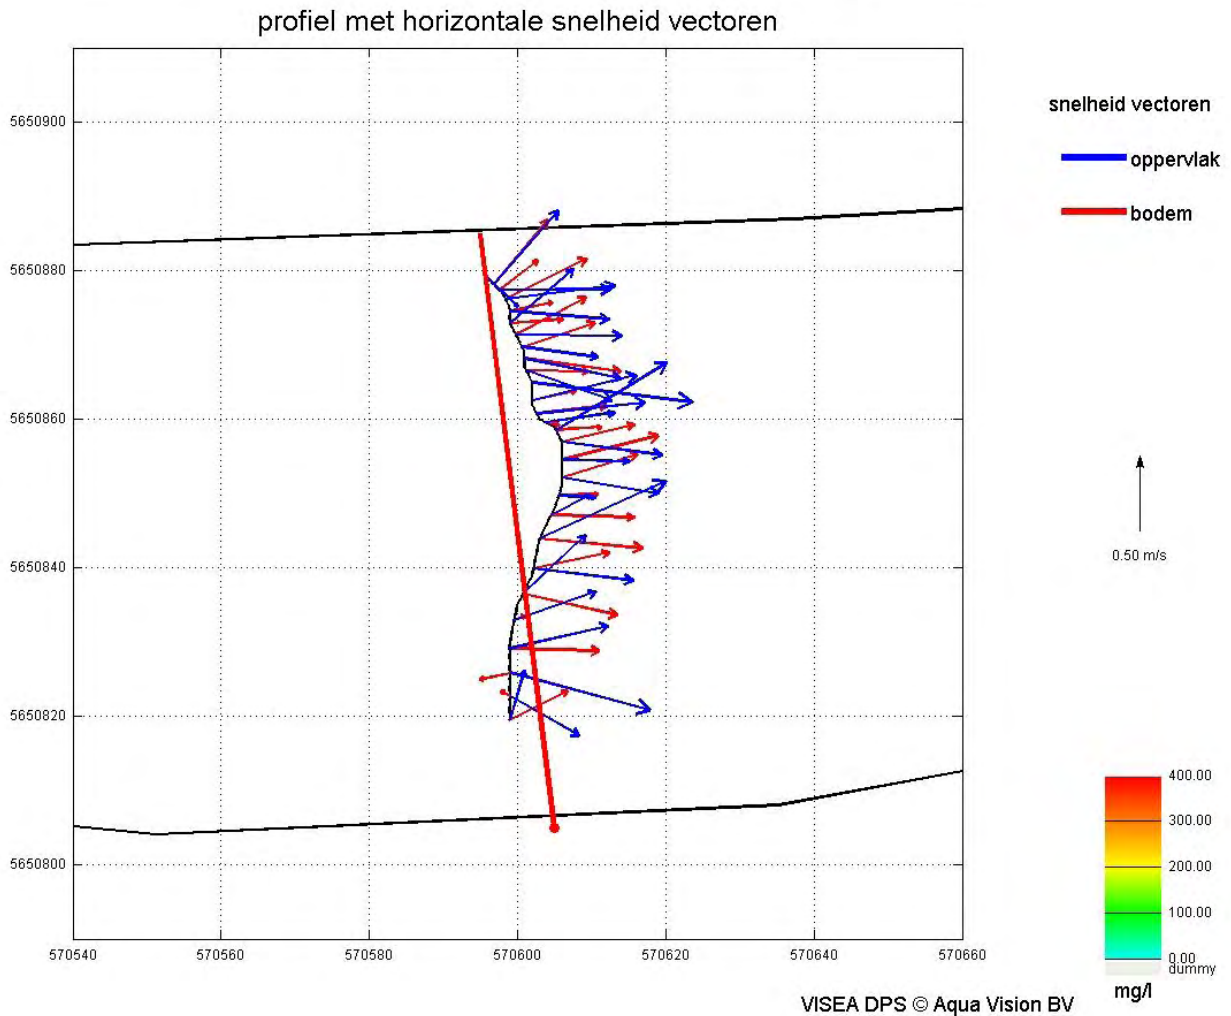 profiel met horizontale snelheid vectoren
snelheid vectoren
oppervlak
bodem
5650900
5650880
5650860
5650840
5650820
5650800
570540 570560 570580 570600 570620 570640 570660
0.50 m/s
400.00
300.00
200.00
100.00
0.00
dummy
mg/l
VISEA DPS © Aqua Vision BV